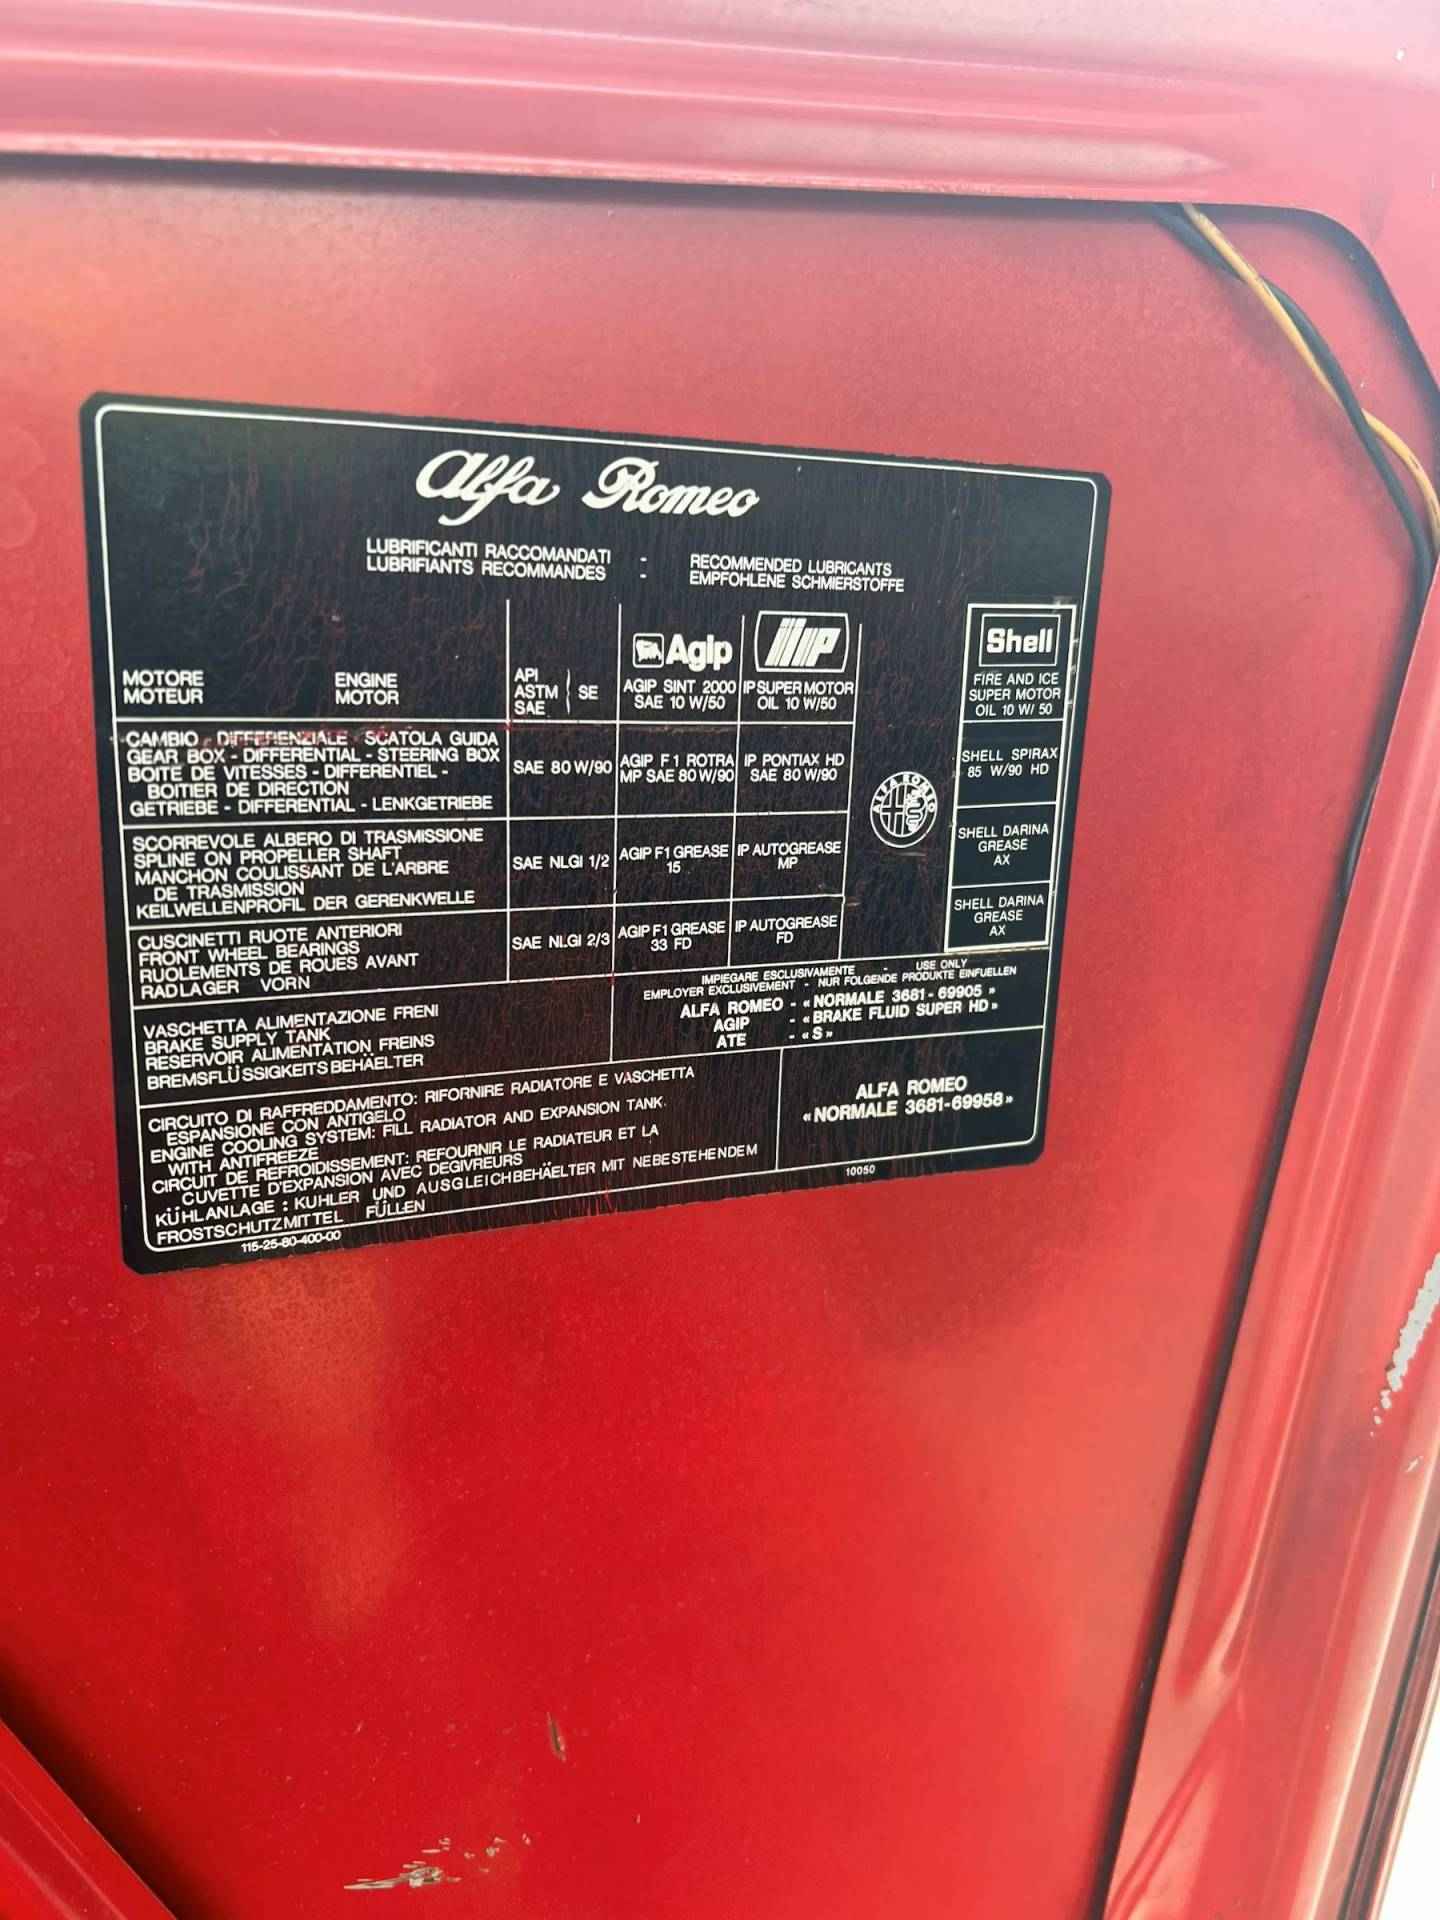 Alfa Romeo
LUBRIFICANTI RACCOMANDATI - RECOMMENDED LUBRICANTS
LUBRIFIANTS RECOMMANDES - EMPFOHLENE SCHMIERSTOFFE
Agip
IP
Shell
MOTORE ENGINE
MOTEUR MOTOR
API
ASTM SE
SAE
AGIP SINT 2000
SAE 10 W/50
IP SUPER MOTOR
OIL 10 W/50
FIRE AND ICE
SUPER MOTOR
OIL 10 W/ 50
CAMBIO - DIFFERENZIALE - SCATOLA GUIDA
GEAR BOX - DIFFERENTIAL - STEERING BOX
BOITE DE VITESSES - DIFFERENTIEL -
BOITIER DE DIRECTION
GETRIEBE - DIFFERENTIAL - LENKGETRIEBE
SAE 80 W/90
AGIP F 1 ROTRA
MP SAE 80 W/90
IP PONTIAX HD
SAE 80 W/90
SHELL SPIRAX
85 W/90 HD
ALFA ROMEO
SCORREVOLE ALBERO DI TRASMISSIONE
SPLINE ON PROPELLER SHAFT
MANCHON COULISSANT DE L'ARBRE
DE TRASMISSION
KEILWELLENPROFIL DER GERENKWELLE
SAE NLGI 1/2
AGIP F1 GREASE
15
IP AUTOGREASE
MP
SHELL DARINA
GREASE
AX
CUSCINETTI RUOTE ANTERIORI
FRONT WHEEL BEARINGS
RUOLEMENTS DE ROUES AVANT
RADLAGER VORN
SAE NLGI 2/3
AGIP F1 GREASE
33 FD
IP AUTOGREASE
FD
SHELL DARINA
GREASE
AX
VASCHETTA ALIMENTAZIONE FRENI
BRAKE SUPPLY TANK
RESERVOIR ALIMENTATION FREINS
BREMSFLÜSSIGKEITSBEHÄELTER
IMPIEGARE ESCLUSIVAMENTE - USE ONLY
EMPLOYER EXCLUSIVEMENT - NUR FOLGENDE PRODUKTE EINFUELLEN
ALFA ROMEO - «NORMALE 3681-69905»
AGIP - «BRAKE FLUID SUPER HD»
ATE - «S»
CIRCUITO DI RAFFREDDAMENTO: RIFORNIRE RADIATORE E VASCHETTA
ESPANSIONE CON ANTIGELO
ENGINE COOLING SYSTEM: FILL RADIATOR AND EXPANSION TANK
WITH ANTIFREEZE
CIRCUIT DE REFROIDISSEMENT: REFOURNIR LE RADIATEUR ET LA
CUVETTE D'EXPANSION AVEC DEGIVREURS
KÜHLANLAGE : KUHLER UND AUSGLEICHBEHÄELTER MIT NEBESTEHENDEM
FROSTSCHUTZMITTEL FÜLLEN
ALFA ROMEO
«NORMALE 3681-69958»
115-25-80-400-00
10050